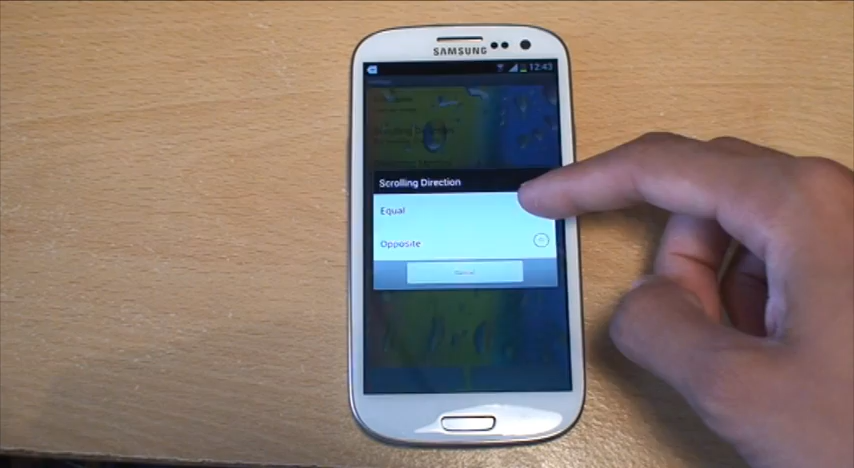 SAMSUNG
12:43
Scrolling Direction
Equal
Opposite
Cancel